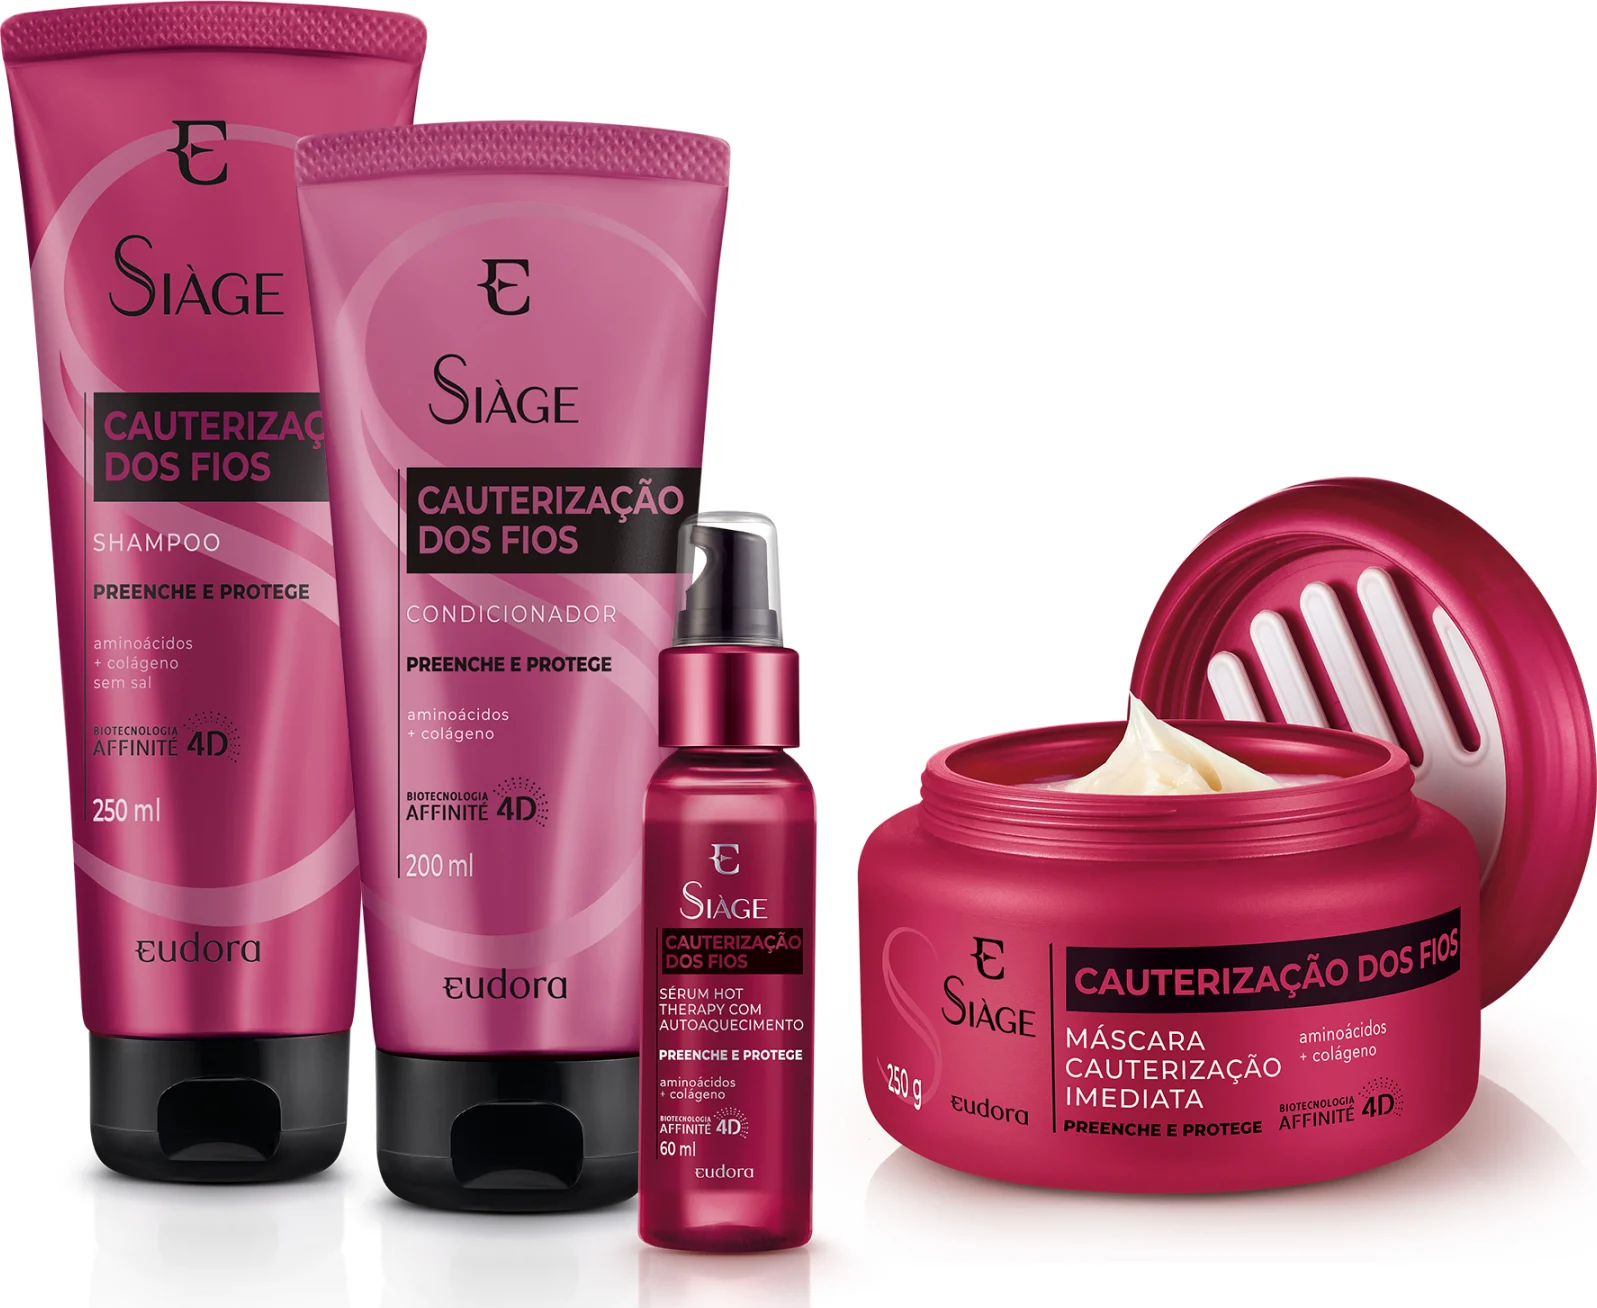 E
SIÀGE
CAUTERIZAÇ
DOS FIOS
SHAMPOO
PREENCHE E PROTEGE
aminoácidos
+ colágeno
sem sal
BIOTECNOLOGIA
AFFINITÉ 4D
250 ml
eudora
E
SIÀGE
CAUTERIZAÇÃO
DOS FIOS
CONDICIONADOR
PREENCHE E PROTEGE
aminoácidos
+ colágeno
BIOTECNOLOGIA
AFFINITÉ 4D
200 ml
eudora
E
SIÀGE
CAUTERIZAÇÃO
DOS FIOS
SÉRUM HOT
THERAPY COM
AUTOAQUECIMENTO
PREENCHE E PROTEGE
aminoácidos
+ colágeno
BIOTECNOLOGIA
AFFINITÉ 4D
60 ml
eudora
E
SIÀGE
250 g
eudora
CAUTERIZAÇÃO DOS FIOS
MÁSCARA
CAUTERIZAÇÃO
IMEDIATA
aminoácidos
+ colágeno
PREENCHE E PROTEGE
BIOTECNOLOGIA
AFFINITÉ 4D